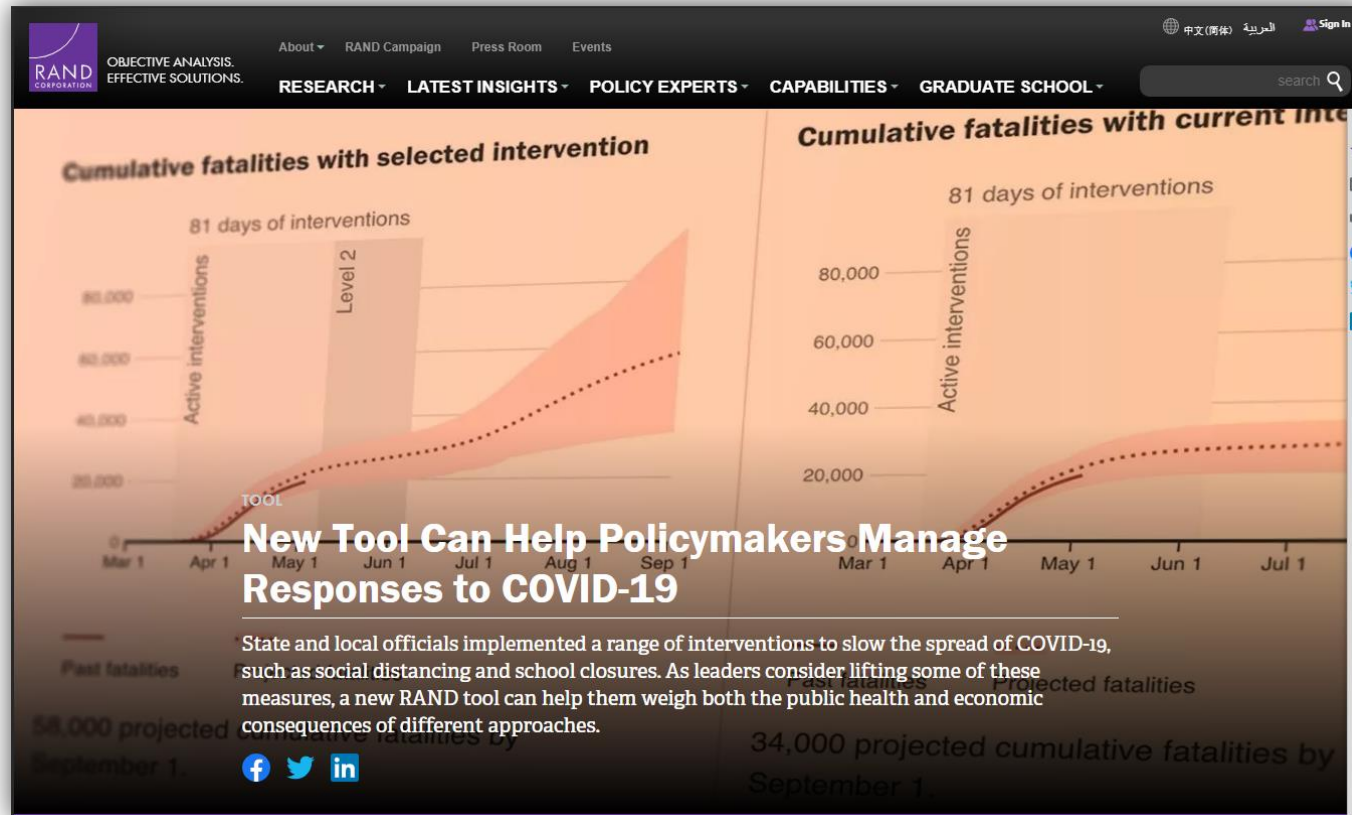 RAND
CORPORATION
OBJECTIVE ANALYSIS.
EFFECTIVE SOLUTIONS.
About
RAND Campaign
Press Room
Events
中文(简体)
العربية
Sign In
RESEARCH
LATEST INSIGHTS
POLICY EXPERTS
CAPABILITIES
GRADUATE SCHOOL
search
Cumulative fatalities with selected intervention
81 days of interventions
Active interventions
Level 2
80,000
60,000
40,000
20,000
0
Mar 1 Apr 1 May 1 Jun 1 Jul 1 Aug 1 Sep 1
Past fatalities
58,000 projected cumulative fatalities by
September 1.
Cumulative fatalities with current
81 days of interventions
Active interventions
80,000
60,000
40,000
20,000
0
Mar 1 Apr 1 May 1 Jun 1 Jul 1
Past fatalities Projected fatalities
34,000 projected cumulative fatalities by
September 1.
TOOL
New Tool Can Help Policymakers Manage
Responses to COVID-19
State and local officials implemented a range of interventions to slow the spread of COVID-19,
such as social distancing and school closures. As leaders consider lifting some of these
measures, a new RAND tool can help them weigh both the public health and economic
consequences of different approaches.